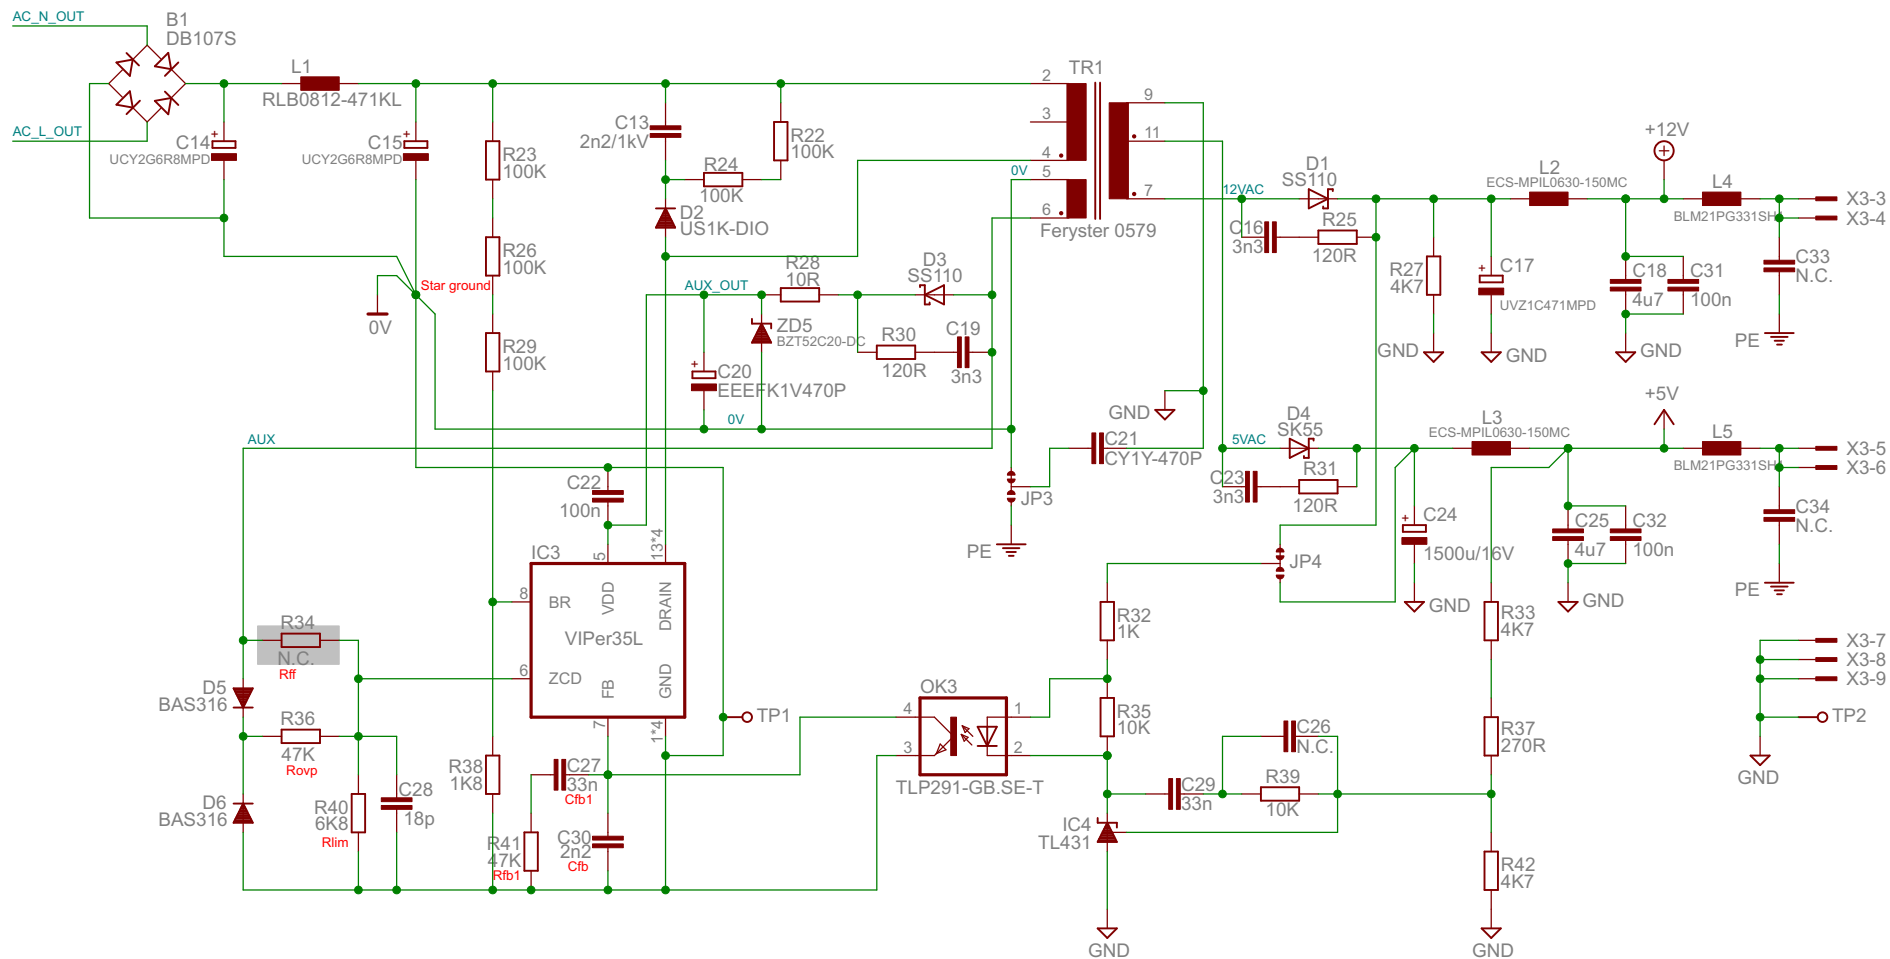 AC_N_OUT
B1
DB107S
AC_L_OUT
L1
RLB0812-471KL
C14
UCY2G6R8MPD
C15
UCY2G6R8MPD
R23
100K
C13
2n2/1kV
R22
100K
R24
100K
D2
US1K-DIO
R26
100K
Star ground
0V
R29
100K
TR1
2
3
4
5
6
9
11
7
0V
Feryster 0579
AUX_OUT
R28
10R
D3
SS110
ZD5
BZT52C20-DC
R30
120R
C19
3n3
C20
EEEFK1V470P
0V
AUX
12VAC
D1
SS110
C16
3n3
R25
120R
R27
4K7
GND
C17
UVZ1C471MPD
GND
L2
ECS-MPIL0630-150MC
+12V
C18
4u7
C31
100n
GND
L4
BLM21PG331SH
X3-3
X3-4
C33
N.C.
PE
GND
C21
CY1Y-470P
JP3
PE
5VAC
D4
SK55
C23
3n3
R31
120R
L3
ECS-MPIL0630-150MC
+5V
L5
BLM21PG331SH
X3-5
X3-6
C34
N.C.
PE
C24
1500u/16V
GND
C25
4u7
C32
100n
GND
JP4
C22
100n
IC3
5
13*4
8
BR
VDD
DRAIN
VIPer35L
6
ZCD
FB
GND
7
1*4
TP1
R34
N.C.
Rff
D5
BAS316
R36
47K
Rovp
D6
BAS316
R40
6K8
Rlim
C28
18p
R38
1K8
C27
33n
Cfb1
R41
47K
Rfb1
C30
2n2
Cfb
OK3
4
3
1
2
TLP291-GB.SE-T
R32
1K
R35
10K
C26
N.C.
C29
33n
R39
10K
IC4
TL431
GND
R33
4K7
R37
270R
R42
4K7
GND
X3-7
X3-8
X3-9
TP2
GND